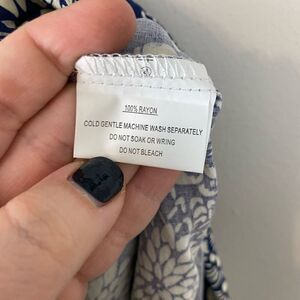 100% RAYON
COLD GENTLE MACHINE WASH SEPARATELY
DO NOT SOAK OR WRING
DO NOT BLEACH